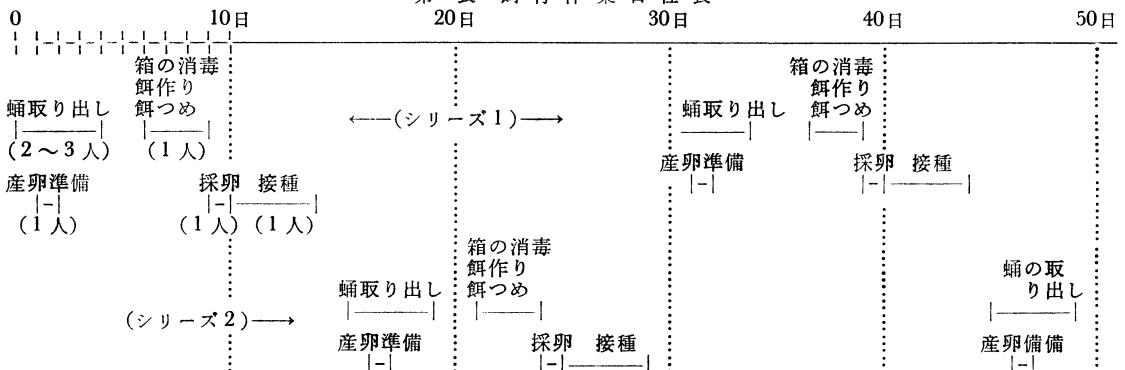 0 10日 20日 30日 40日 50日
箱の消毒 箱の消毒
餌作り 餌作り
蛹取り出し 餌つめ ←(シリーズ1)→ 蛹取り出し 餌つめ
(2～3人) (1人)
産卵準備 採卵 接種 産卵準備 採卵 接種
(1人) (1人) (1人)
箱の消毒
餌作り 蛹の取
蛹取り出し 餌つめ り出し
(シリーズ2)→
産卵準備 採卵 接種 産卵備備